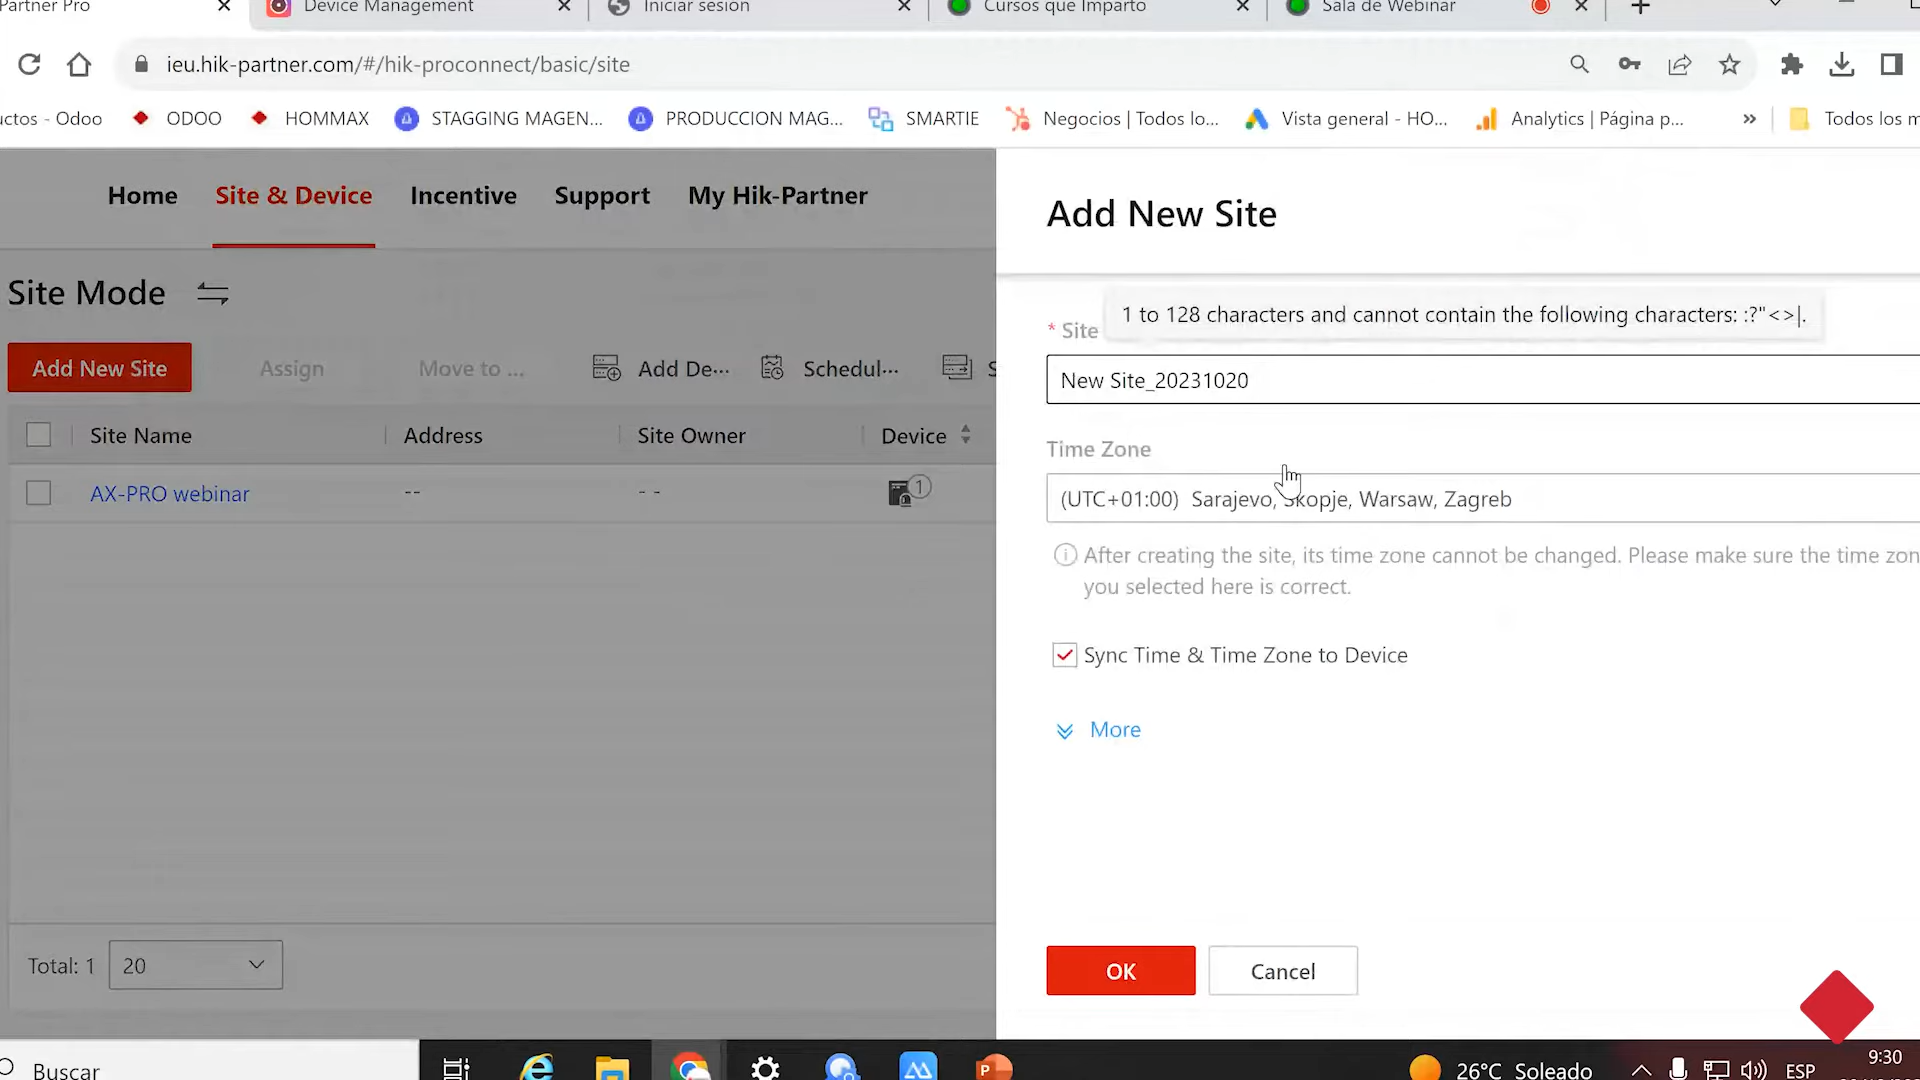 Partner Pro
Device Management
Iniciar sesión
Cursos que Imparto
Sala de Webinar
ieu.hik-partner.com/#/hik-proconnect/basic/site
uctos - Odoo
ODOO
HOMMAX
STAGGING MAGEN...
PRODUCCION MAG...
SMARTIE
Negocios | Todos lo...
Vista general - HO...
Analytics | Página p...
»
Todos los m
Home
Site & Device
Incentive
Support
My Hik-Partner
Add New Site
Site Mode
1 to 128 characters and cannot contain the following characters: :?"<>|.
* Site
Add New Site
Assign
Move to ...
Add De...
Schedul...
S
New Site_20231020
Site Name
Address
Site Owner
Device
Time Zone
AX-PRO webinar
--
- -
1
(UTC+01:00) Sarajevo, Skopje, Warsaw, Zagreb
After creating the site, its time zone cannot be changed. Please make sure the time zon
you selected here is correct.
Sync Time & Time Zone to Device
More
Total: 1
20
OK
Cancel
Buscar
26°C Soleado
ESP
9:30